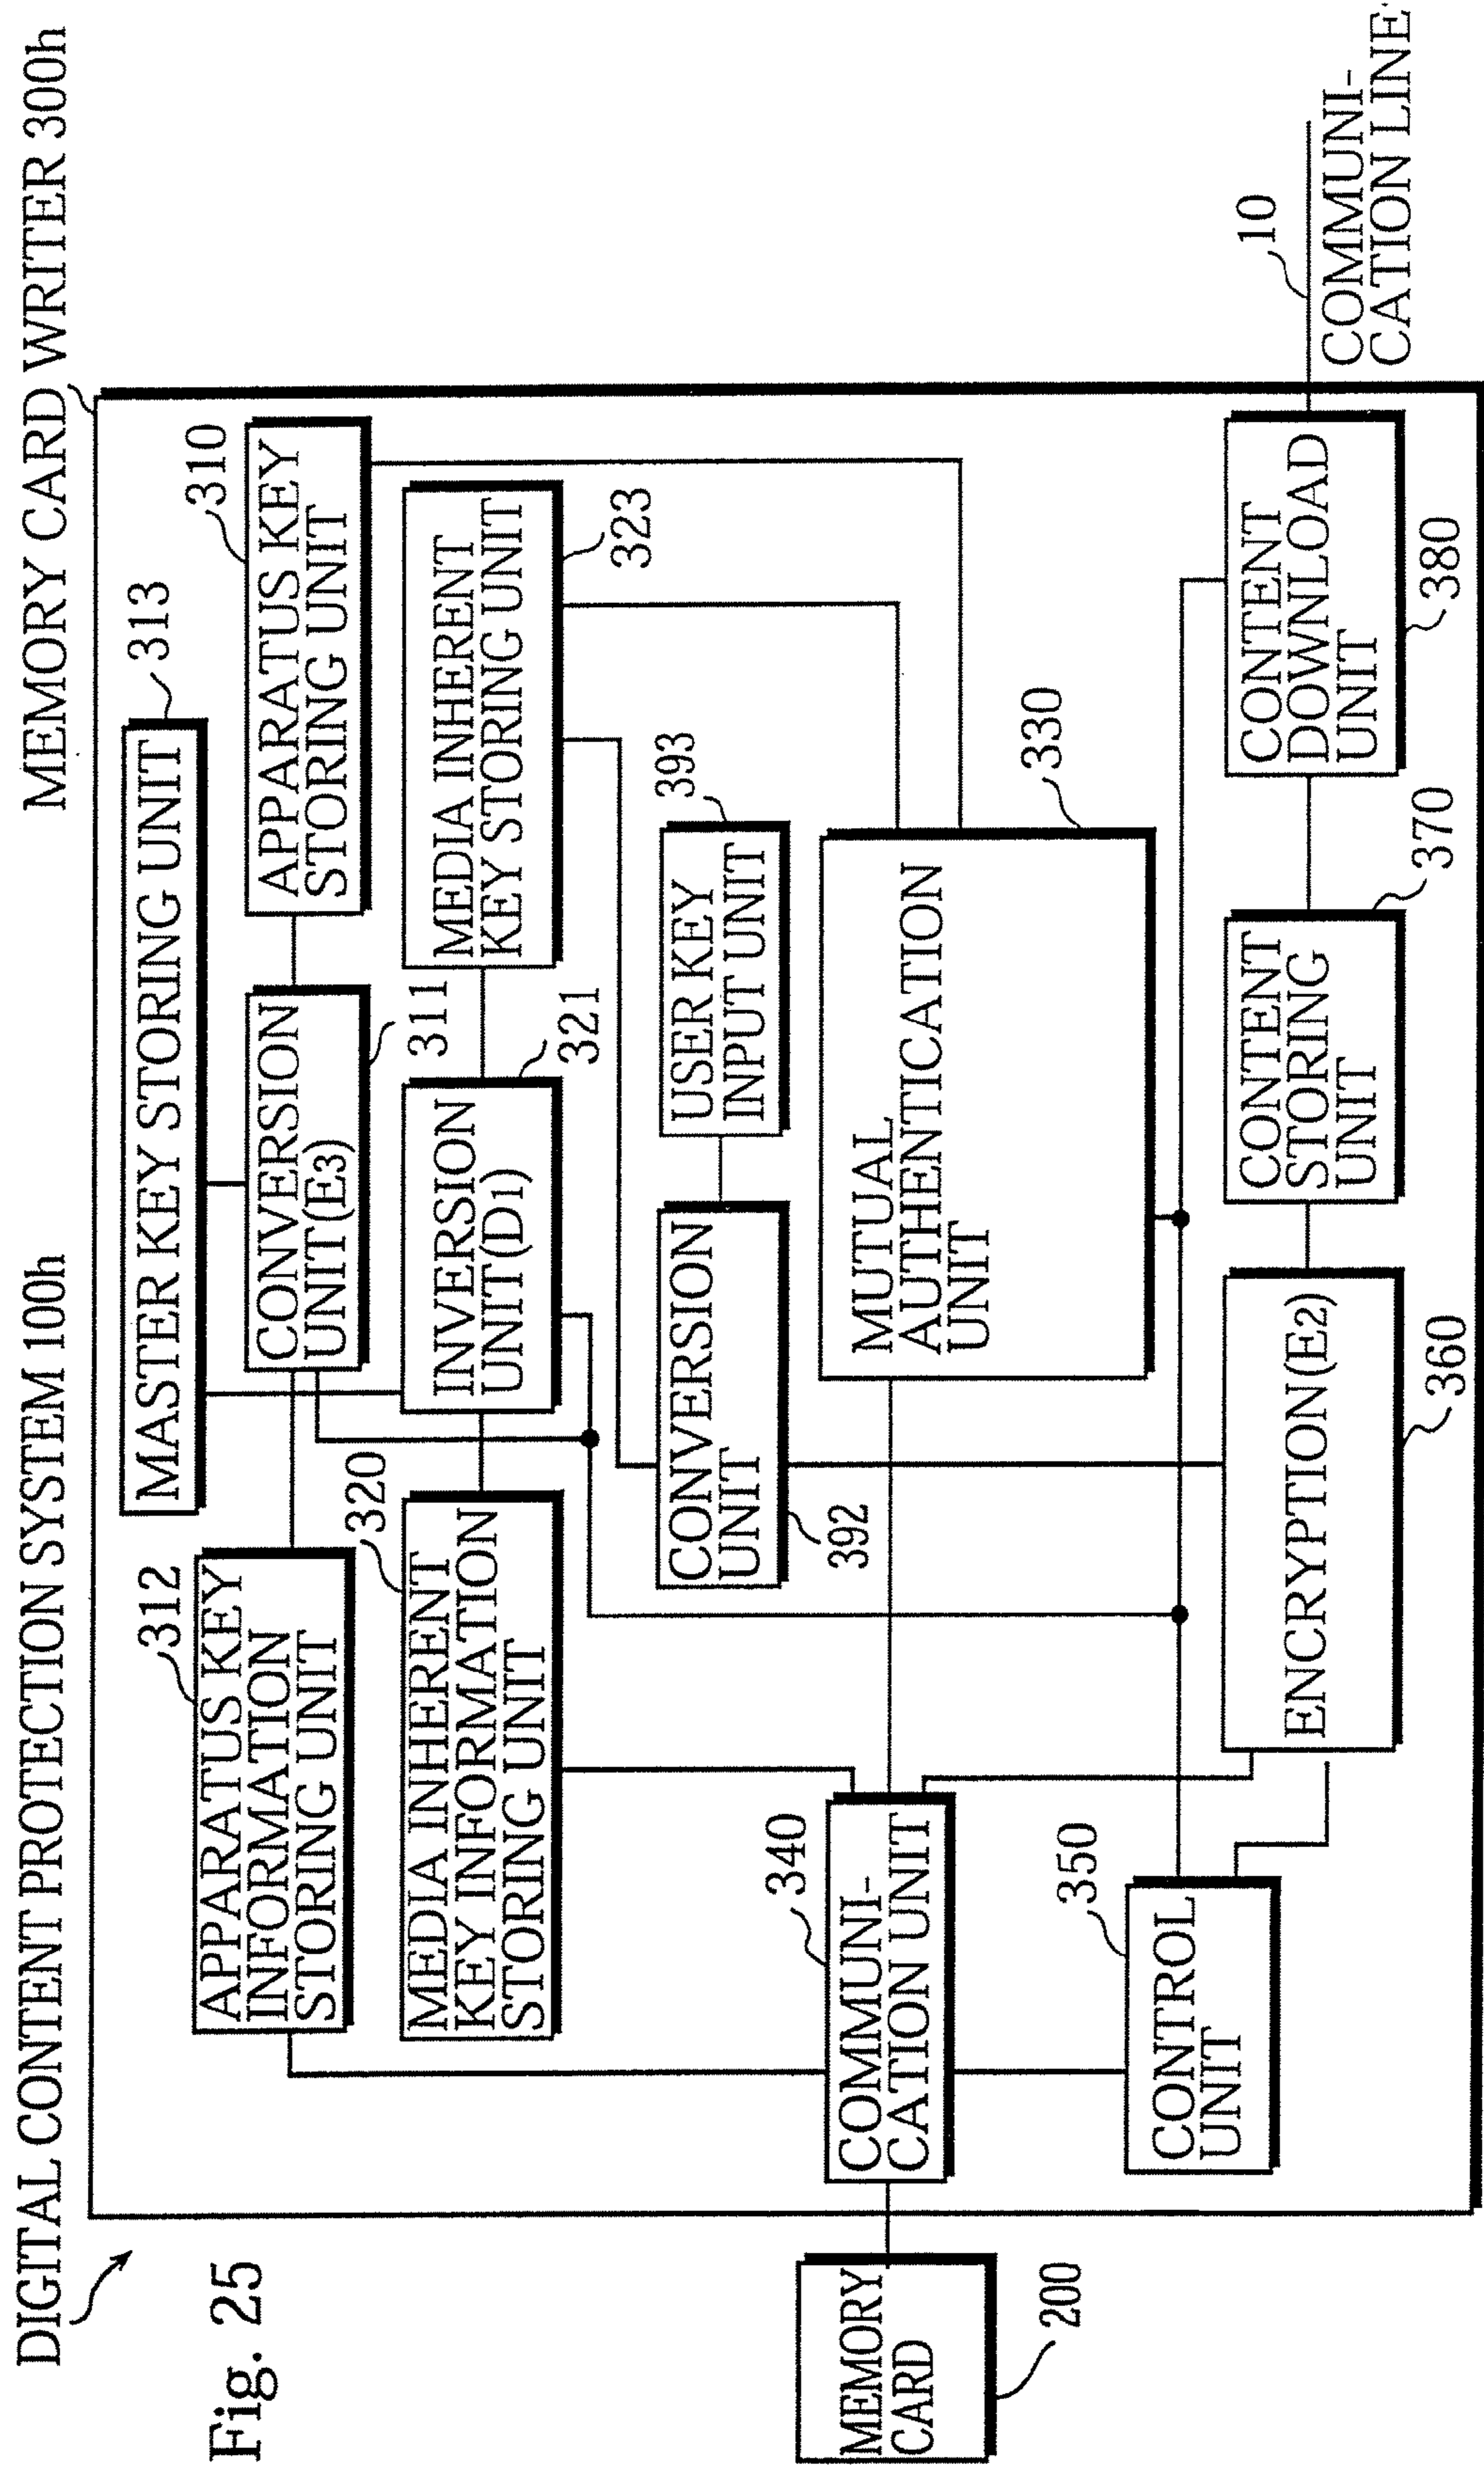 Fig. 25
DIGITAL CONTENT PROTECTION SYSTEM 100h
MEMORY CARD WRITER 300h
MASTER KEY STORING UNIT
313
312
APPARATUS KEY
INFORMATION
STORING UNIT
CONVERSION
UNIT(E3)
311
310
APPARATUS KEY
STORING UNIT
320
MEDIA INHERENT
KEY INFORMATION
STORING UNIT
INVERSION
UNIT(D1)
321
MEDIA INHERENT
KEY STORING UNIT
323
CONVERSION
UNIT
392
USER KEY
INPUT UNIT
393
MEMORY
CARD
200
340
COMMUNI-
CATION UNIT
MUTUAL
AUTHENTICATION
UNIT
330
350
CONTROL
UNIT
ENCRYPTION(E2)
360
CONTENT
STORING
UNIT
370
CONTENT
DOWNLOAD
UNIT
380
10
COMMUNI-
CATION LINE